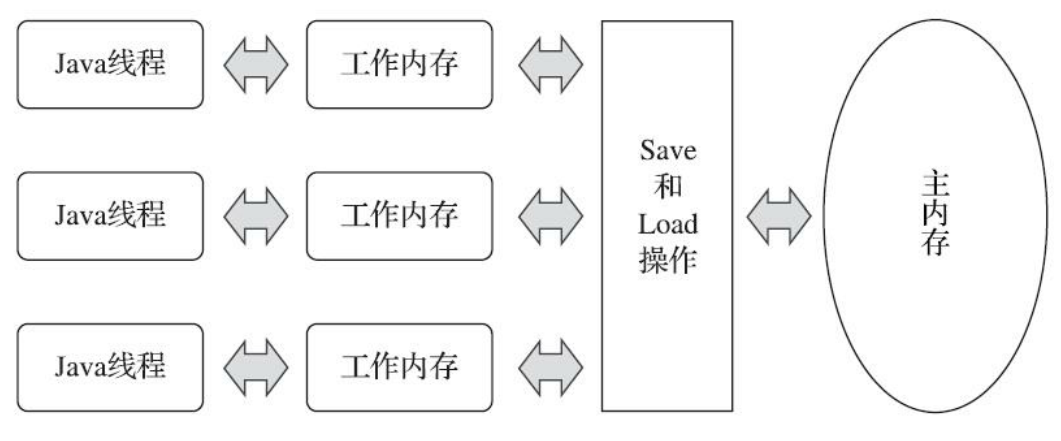 Java线程
工作内存
Java线程
工作内存
Java线程
工作内存
Save
和
Load
操作
主
内
存